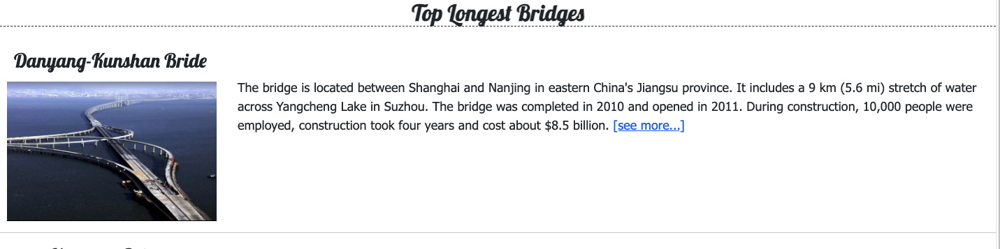 Top Longest Bridges
Danyang-Kunshan Bride
The bridge is located between Shanghai and Nanjing in eastern China's Jiangsu province. It includes a 9 km (5.6 mi) stretch of water
across Yangcheng Lake in Suzhou. The bridge was completed in 2010 and opened in 2011. During construction, 10,000 people were
employed, construction took four years and cost about $8.5 billion. [see more...]